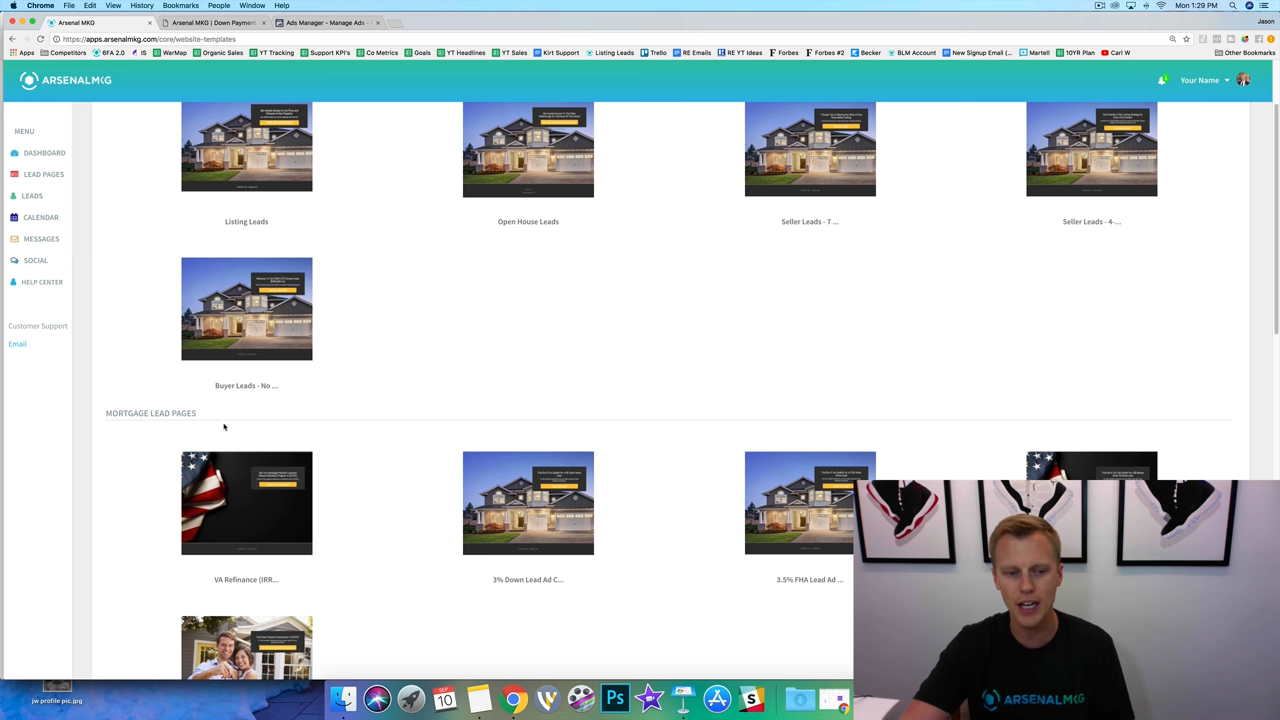 Chrome File Edit View History Bookmarks People Window Help
Mon 1:29 PM
Arsenal MKG
Arsenal MKG | Down Payment
Ads Manager - Manage Ads -
Jason
https://apps.arsenalmkg.com/core/website-templates
Apps Competitors 6FA 2.0 IS WarMap Organic Sales YT Tracking Support KPI's Co Metrics Goals YT Headlines YT Sales Kirt Support Listing Leads Trello RE Emails RE YT Ideas Forbes Forbes #2 Becker New Signup Email (... Martell 10YR Plan Carl W Other Bookmarks
ARSENALMKG
Your Name
MENU
DASHBOARD
LEAD PAGES
LEADS
CALENDAR
MESSAGES
SOCIAL
HELP CENTER
Customer Support
Email
Listing Leads
Open House Leads
Seller Leads - 7 ...
Seller Leads - 4-...
Buyer Leads - No ...
MORTGAGE LEAD PAGES
VA Refinance (IRR...
3% Down Lead Ad C...
3.5% FHA Lead Ad ...
SEP
10
Ps
jw profile pic.jpg
ARSENALMKG